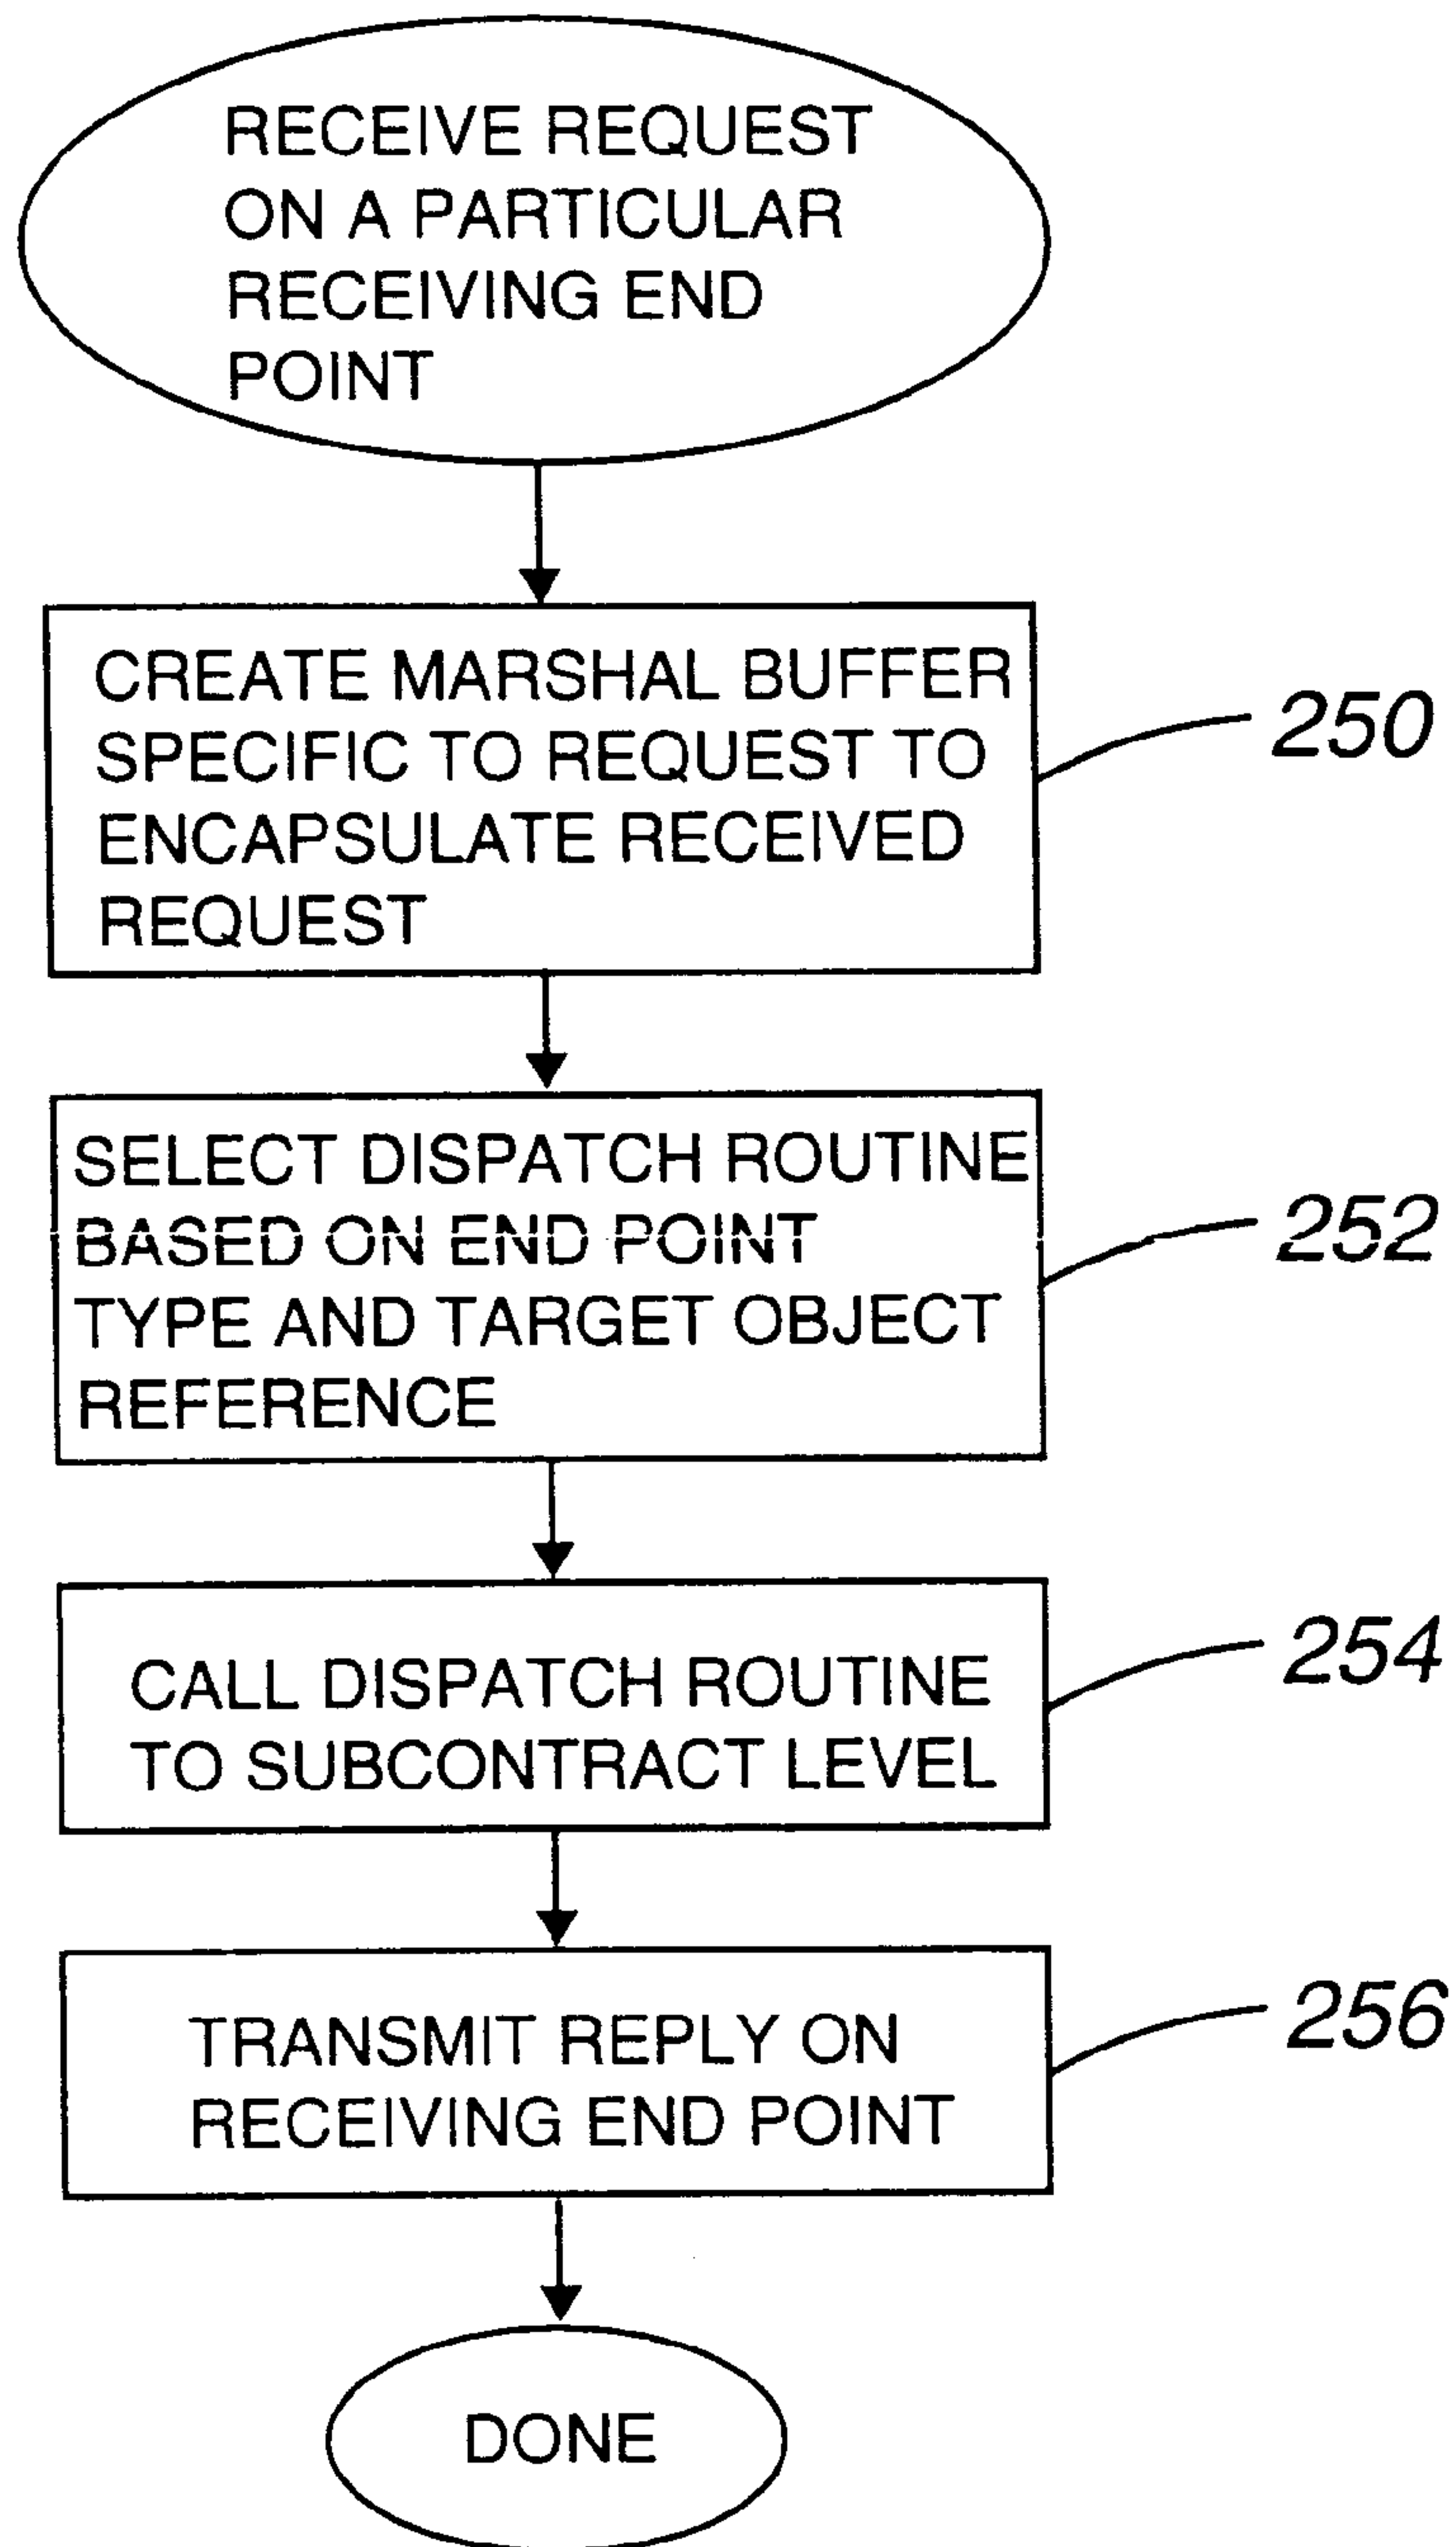 RECEIVE REQUEST
ON A PARTICULAR
RECEIVING END
POINT
CREATE MARSHAL BUFFER
SPECIFIC TO REQUEST TO
ENCAPSULATE RECEIVED
REQUEST
250
SELECT DISPATCH ROUTINE
BASED ON END POINT
TYPE AND TARGET OBJECT
REFERENCE
252
CALL DISPATCH ROUTINE
TO SUBCONTRACT LEVEL
254
TRANSMIT REPLY ON
RECEIVING END POINT
256
DONE